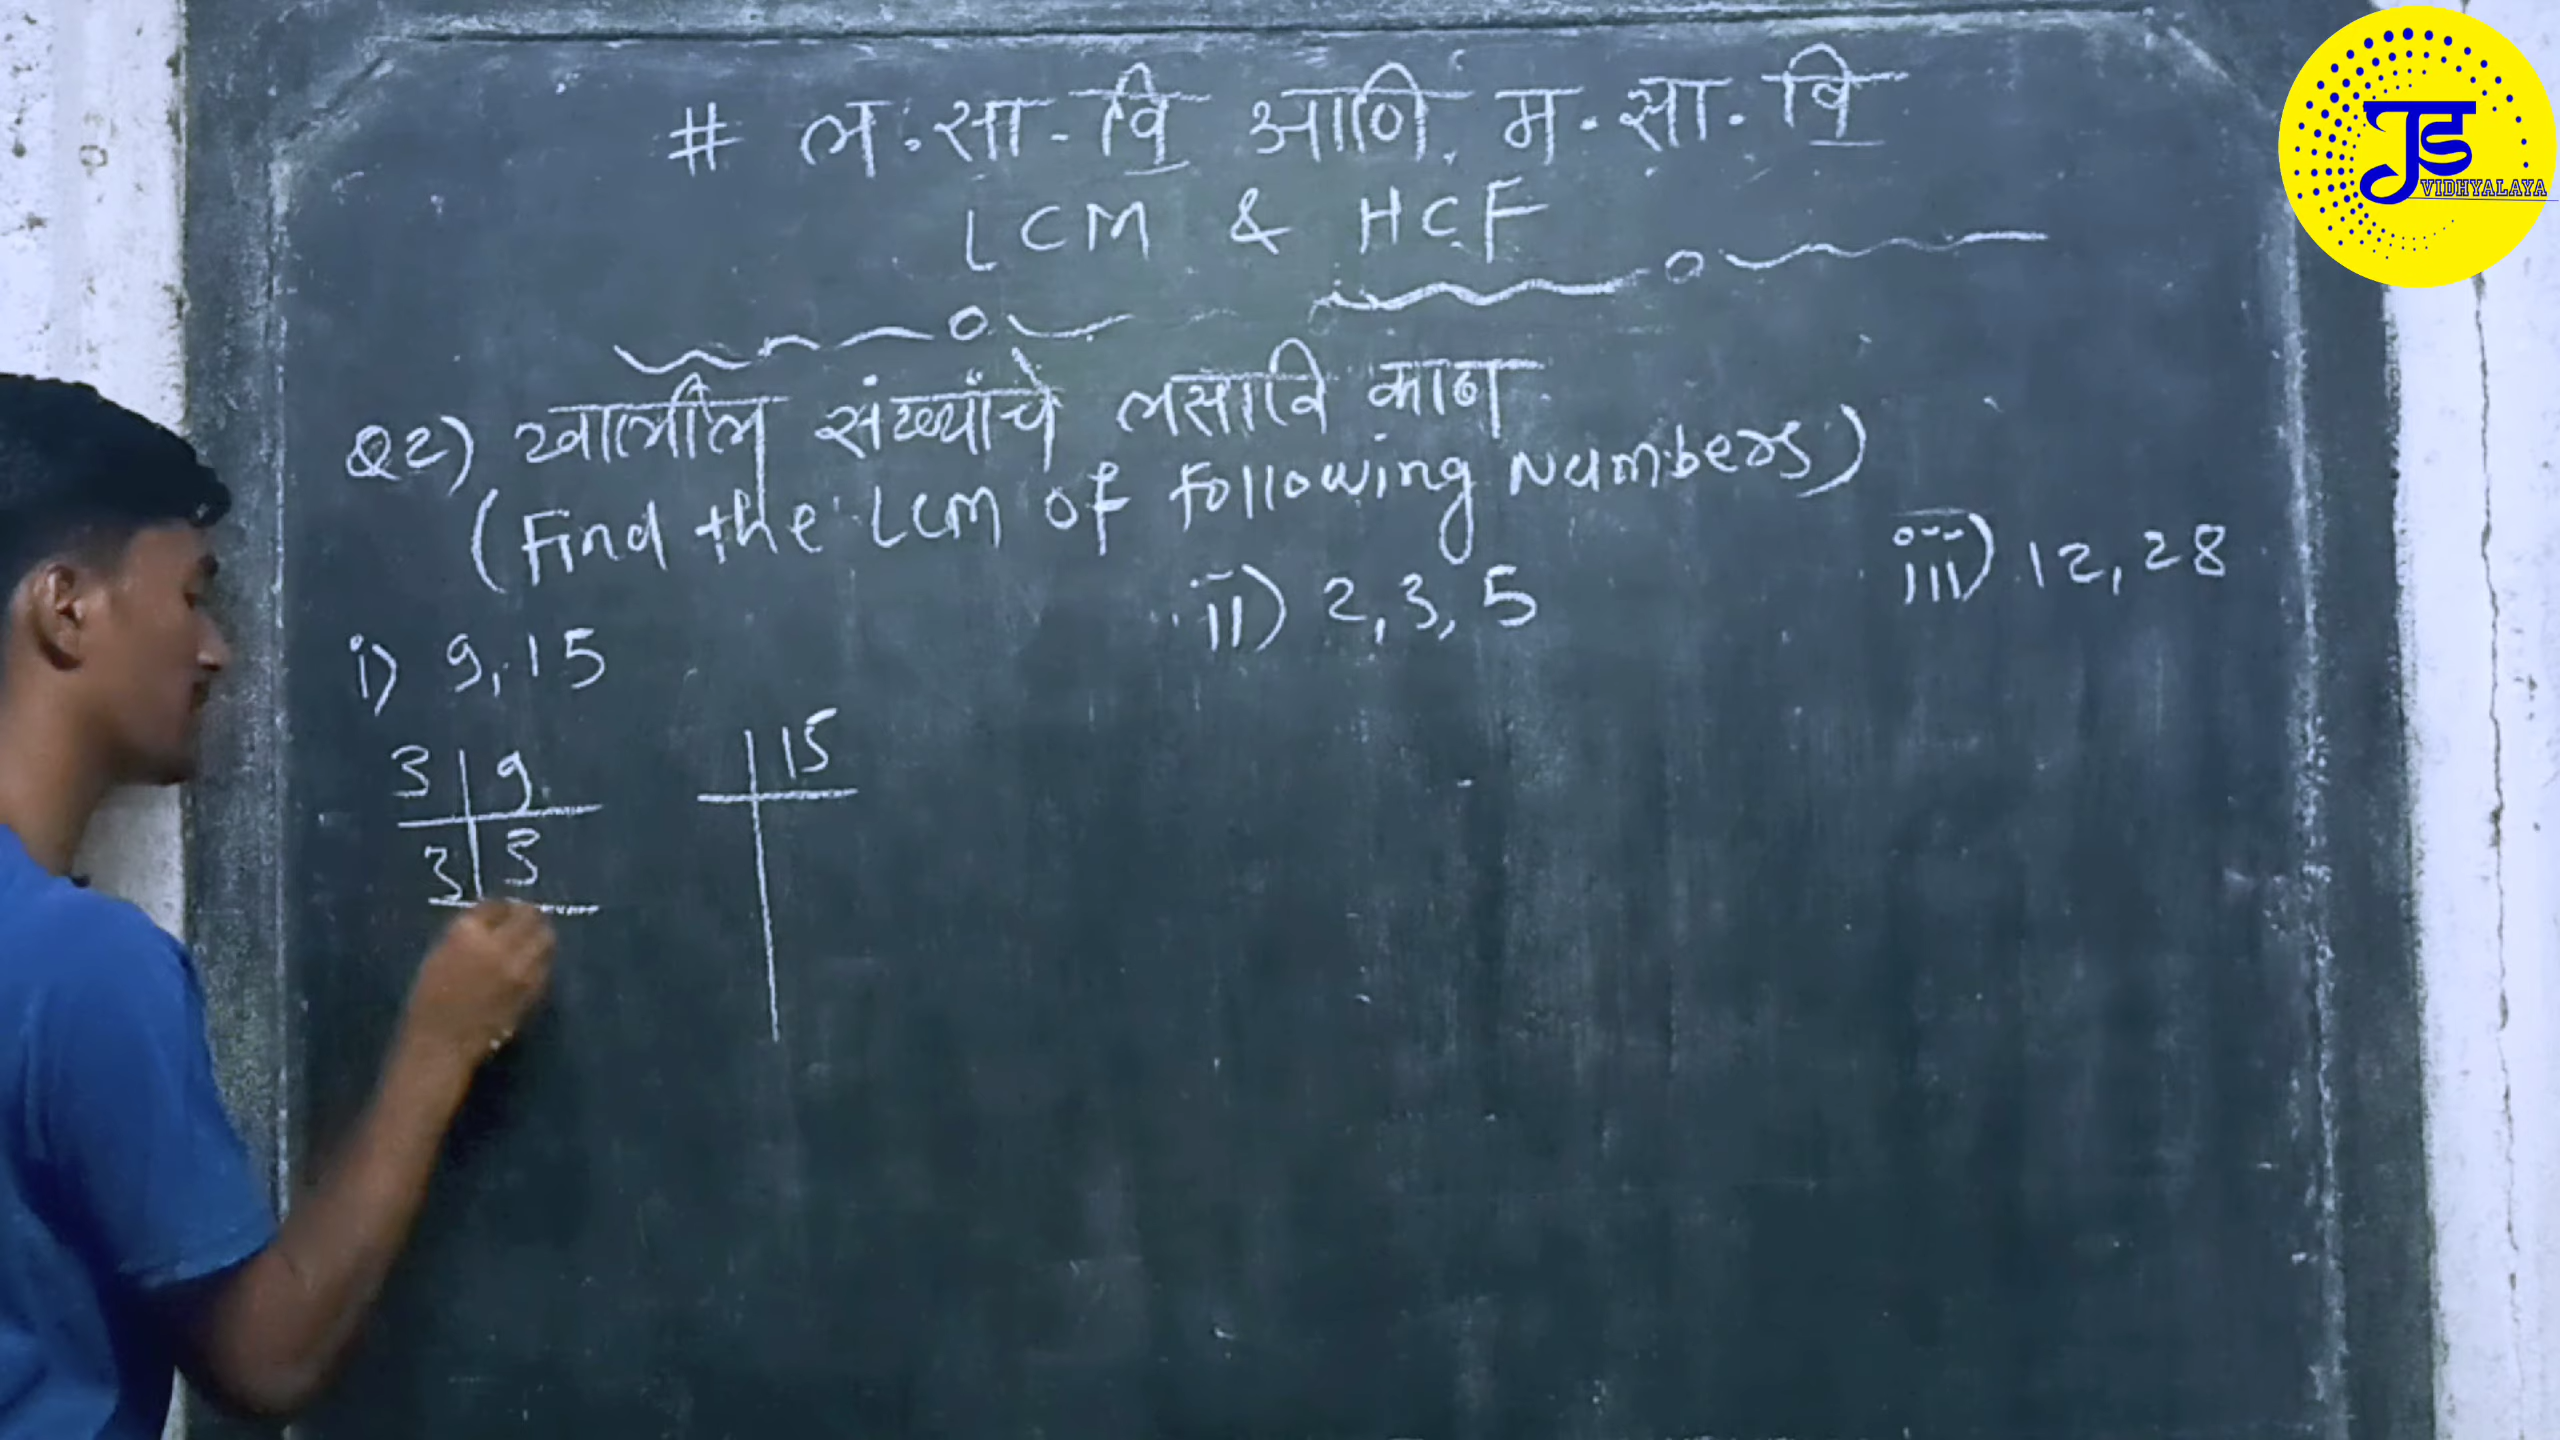 # ल.सा.वि आणि म.सा.वि
LCM & HCF
Q2) खालील संख्यांचे लसावि काढा
(Find the LCM of Following Numbers)
i) 9, 15
ii) 2, 3, 5
iii) 12, 28
3 | 9
3 | 3
15
JS
VIDHYALAYA